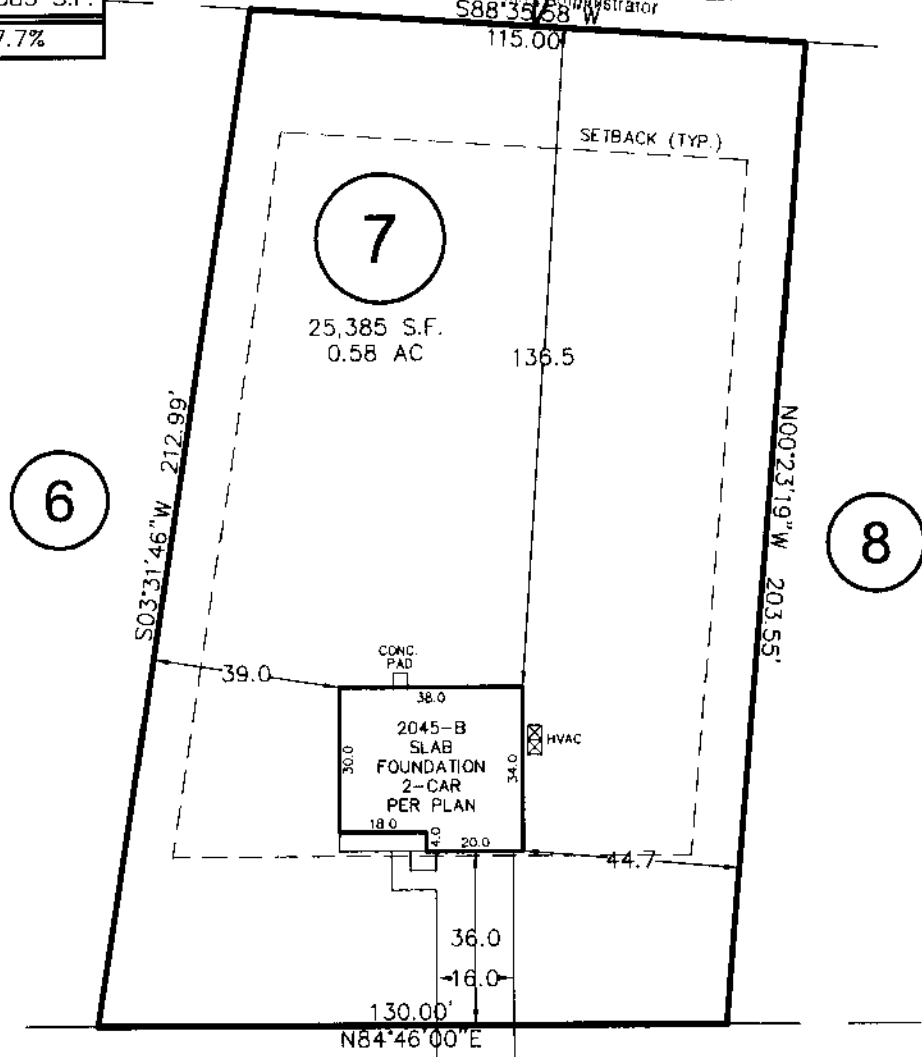 7.7%
S88°35'58"W
115.00'
SETBACK (TYP.)
7
25,385 S.F.
0.58 AC
136.5
S03°31'46"W 212.99'
N00°23'19"W 203.55'
6
8
39.0
CONC.
PAD
38.0
2045-B
SLAB
FOUNDATION
2-CAR
PER PLAN
30.0
34.0
HVAC
18.0
4.0
20.0
44.7
36.0
16.0
130.00'
N84°46'00"E